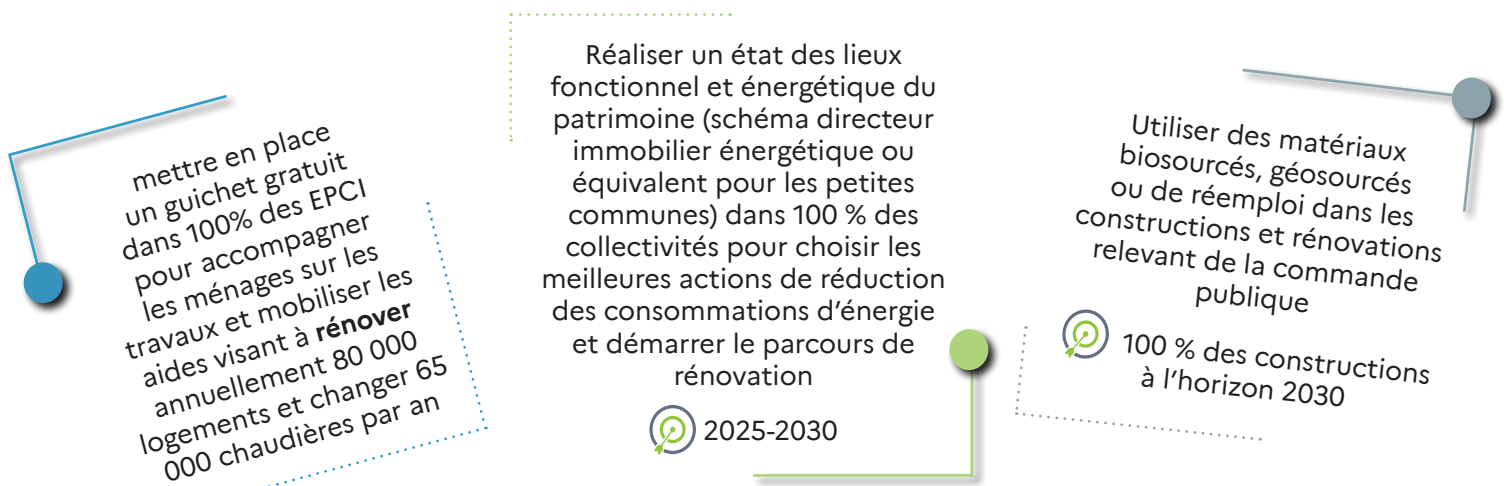 mettre en place
un guichet gratuit
dans 100% des EPCI
pour accompagner
les ménages sur les
travaux et mobiliser les
aides visant à rénover
annuellement 80 000
logements et changer 65
000 chaudières par an
Réaliser un état des lieux
fonctionnel et énergétique du
patrimoine (schéma directeur
immobilier énergétique ou
équivalent pour les petites
communes) dans 100 % des
collectivités pour choisir les
meilleures actions de réduction
des consommations d’énergie
et démarrer le parcours de
rénovation
2025-2030
Utiliser des matériaux
biosourcés, géosourcés
ou de réemploi dans les
constructions et rénovations
relevant de la commande
publique
100 % des constructions
à l’horizon 2030